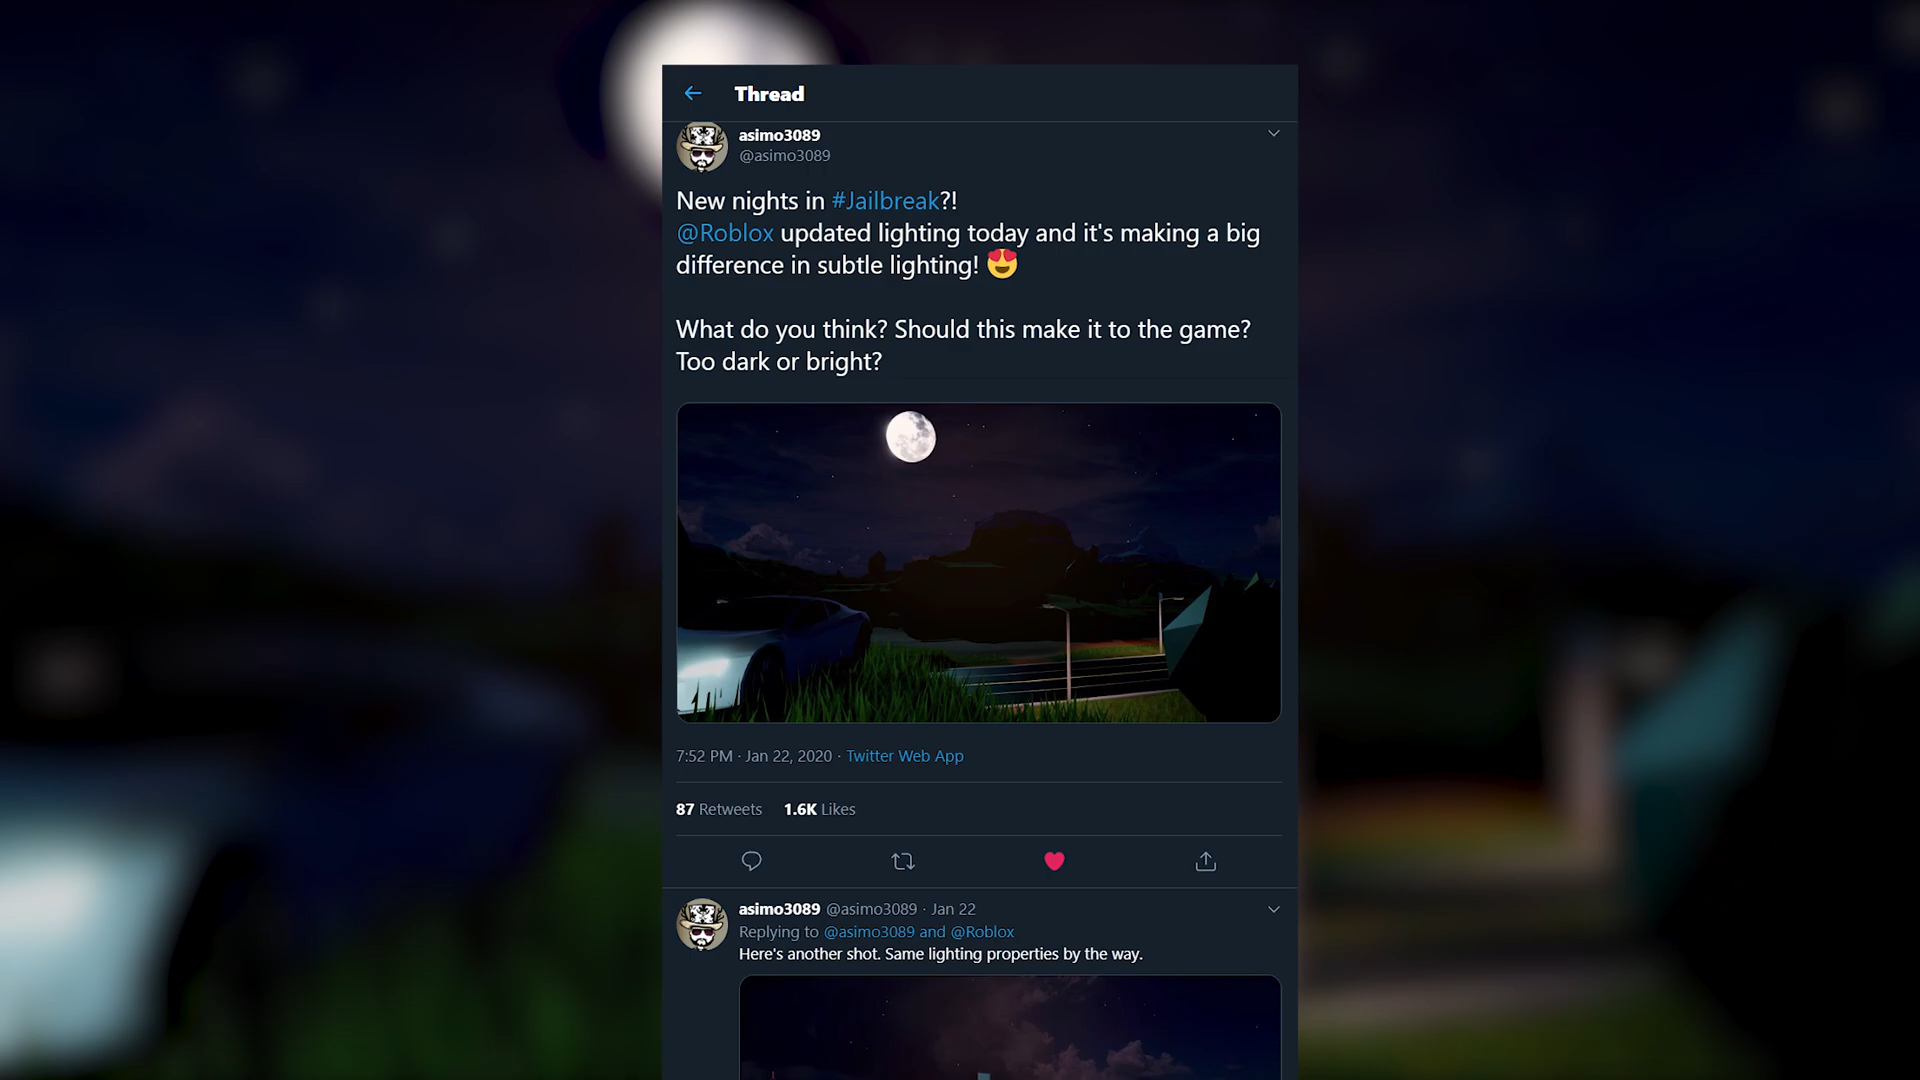 Thread
asimo3089
@asimo3089
New nights in #Jailbreak?!
@Roblox updated lighting today and it's making a big
difference in subtle lighting! 😍
What do you think? Should this make it to the game?
Too dark or bright?
7:52 PM · Jan 22, 2020 · Twitter Web App
87 Retweets 1.6K Likes
asimo3089 @asimo3089 · Jan 22
Replying to @asimo3089 and @Roblox
Here's another shot. Same lighting properties by the way.